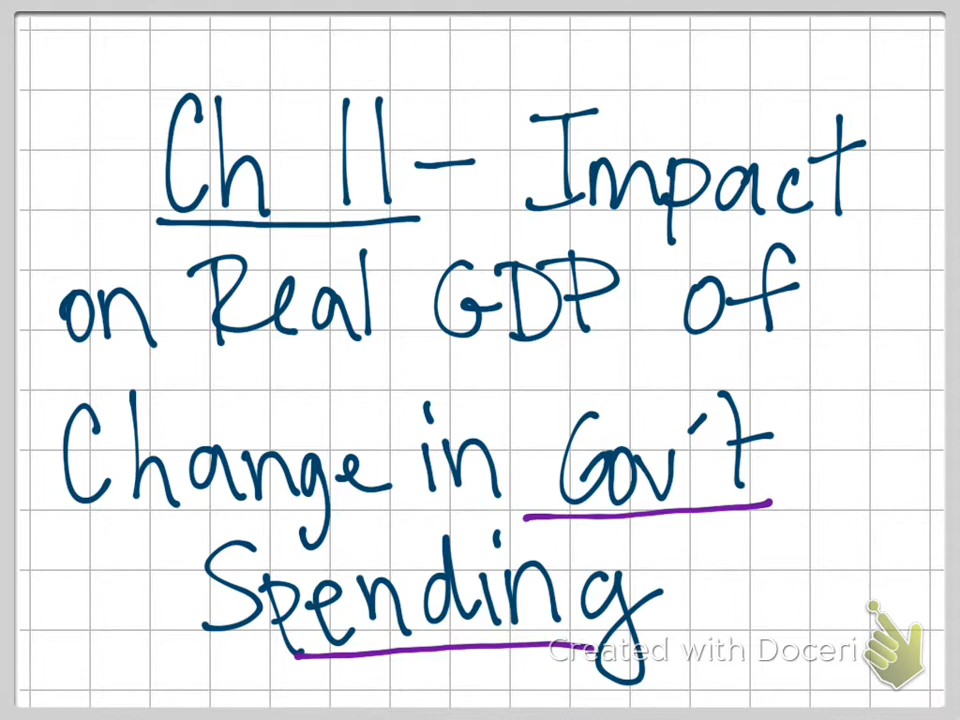 Ch 11 - Impact
on Real GDP of
Change in Gov't
Spending
Created with Doceri